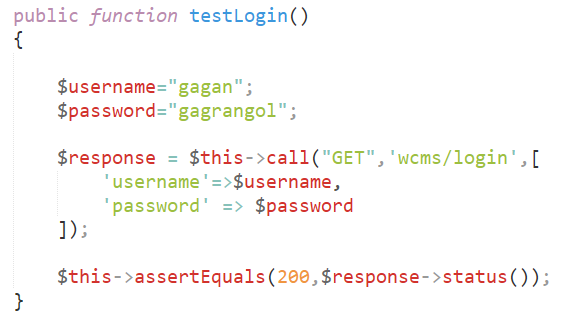 public function testLogin()
{
$username="gagan";
$password="gagrangol";
$response = $this->call("GET",'wcms/login',[
'username'=>$username,
'password' => $password
]);
$this->assertEquals(200,$response->status());
}